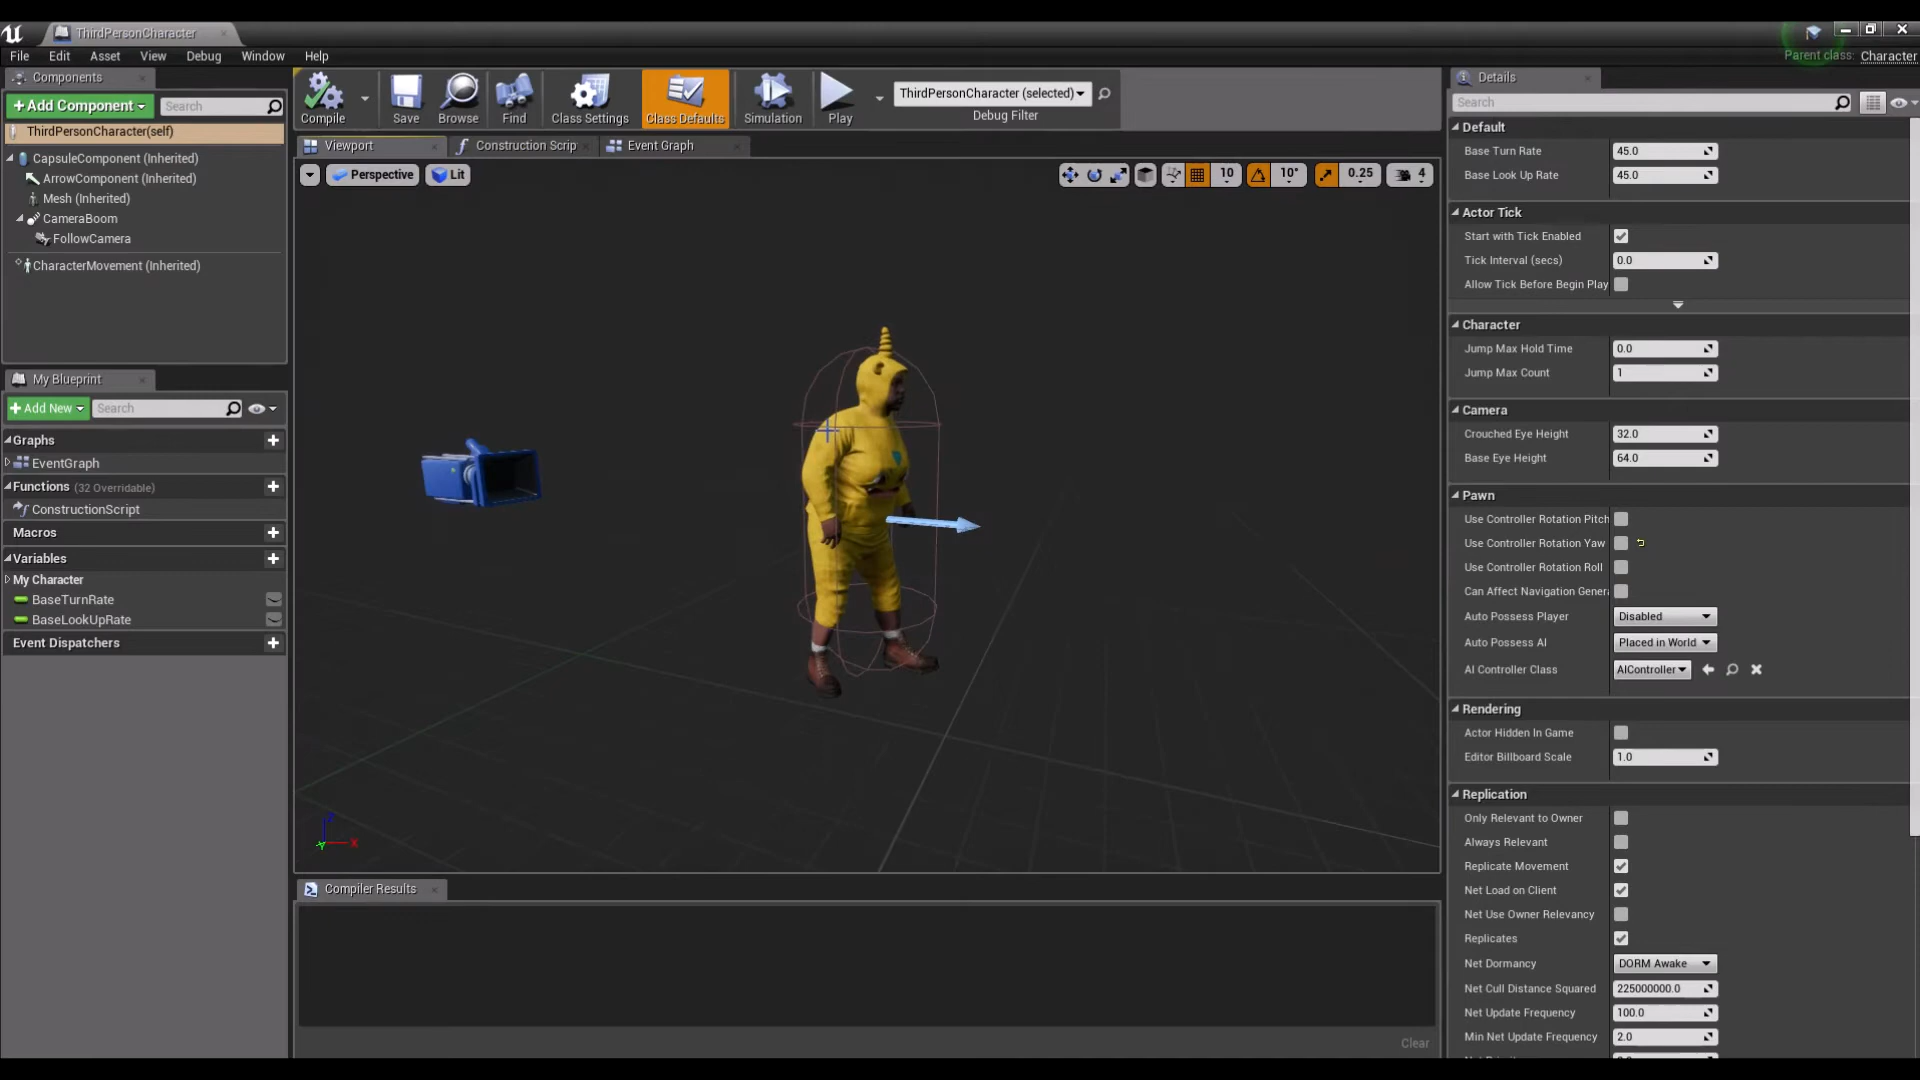 ThirdPersonCharacter
File Edit Asset View Debug Window Help
Parent class: Character
Components
+ Add Component
Search
ThirdPersonCharacter(self)
CapsuleComponent (Inherited)
ArrowComponent (Inherited)
Mesh (Inherited)
CameraBoom
FollowCamera
CharacterMovement (Inherited)
My Blueprint
+ Add New
Search
Graphs
EventGraph
Functions (32 Overridable)
ConstructionScript
Macros
Variables
My Character
BaseTurnRate
BaseLookUpRate
Event Dispatchers
Compile Save Browse Find Class Settings Class Defaults Simulation Play
ThirdPersonCharacter (selected)
Debug Filter
Viewport Construction Scrip Event Graph
Perspective Lit
10 10° 0.25 4
Z X Y
Compiler Results
Clear
Details
Search
Default
Base Turn Rate 45.0
Base Look Up Rate 45.0
Actor Tick
Start with Tick Enabled
Tick Interval (secs) 0.0
Allow Tick Before Begin Play
Character
Jump Max Hold Time 0.0
Jump Max Count 1
Camera
Crouched Eye Height 32.0
Base Eye Height 64.0
Pawn
Use Controller Rotation Pitch
Use Controller Rotation Yaw
Use Controller Rotation Roll
Can Affect Navigation Genera
Auto Possess Player Disabled
Auto Possess AI Placed in World
AI Controller Class AIController
Rendering
Actor Hidden In Game
Editor Billboard Scale 1.0
Replication
Only Relevant to Owner
Always Relevant
Replicate Movement
Net Load on Client
Net Use Owner Relevancy
Replicates
Net Dormancy DORM Awake
Net Cull Distance Squared 225000000.0
Net Update Frequency 100.0
Min Net Update Frequency 2.0